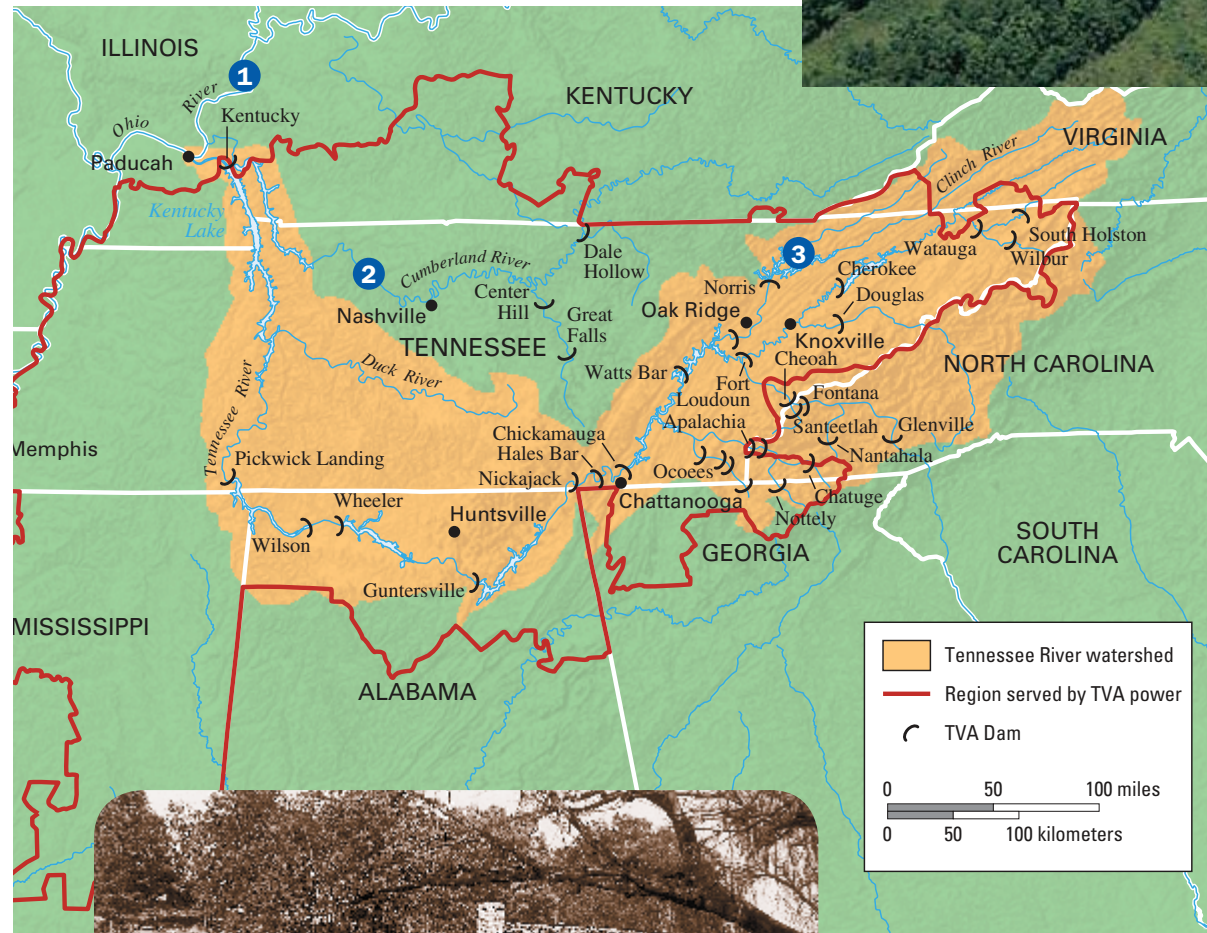 ILLINOIS
1
KENTUCKY
Ohio
River
Kentucky
Paducah
VIRGINIA
Clinch River
Kentucky
Lake
Dale
Hollow
Watauga
South Holston
Wilbur
2
Cumberland River
3
Norris
Cherokee
Center
Hill
Nashville
Oak Ridge
Douglas
Great
Falls
TENNESSEE
Knoxville
Duck River
Watts Bar
Fort
Loudoun
Cheoah
NORTH CAROLINA
Fontana
Tennessee River
Memphis
Apalachia
Santeetlah
Glenville
Nantahala
Chickamauga
Hales Bar
Pickwick Landing
Nickajack
Ocoees
Chattanooga
Chatuge
Nottely
Wheeler
Wilson
Huntsville
GEORGIA
SOUTH
CAROLINA
Guntersville
MISSISSIPPI
ALABAMA
Tennessee River watershed
Region served by TVA power
TVA Dam
0 50 100 miles
0 50 100 kilometers